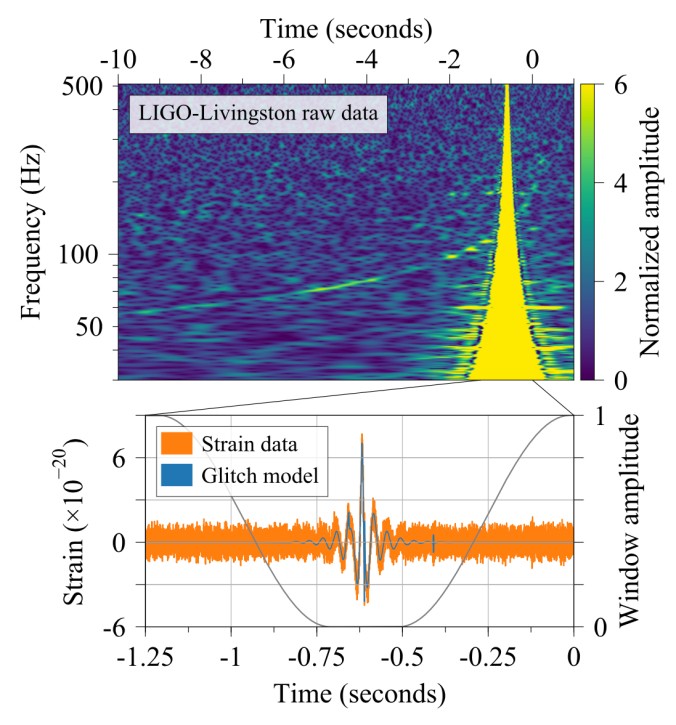 Time (seconds)
-10 -8 -6 -4 -2 0
500
100
50
Frequency (Hz)
LIGO-Livingston raw data
6
4
2
0
Normalized amplitude
Strain data
Glitch model
6
0
-6
Strain (×10⁻²⁰)
1
0
Window amplitude
-1.25 -1 -0.75 -0.5 -0.25 0
Time (seconds)